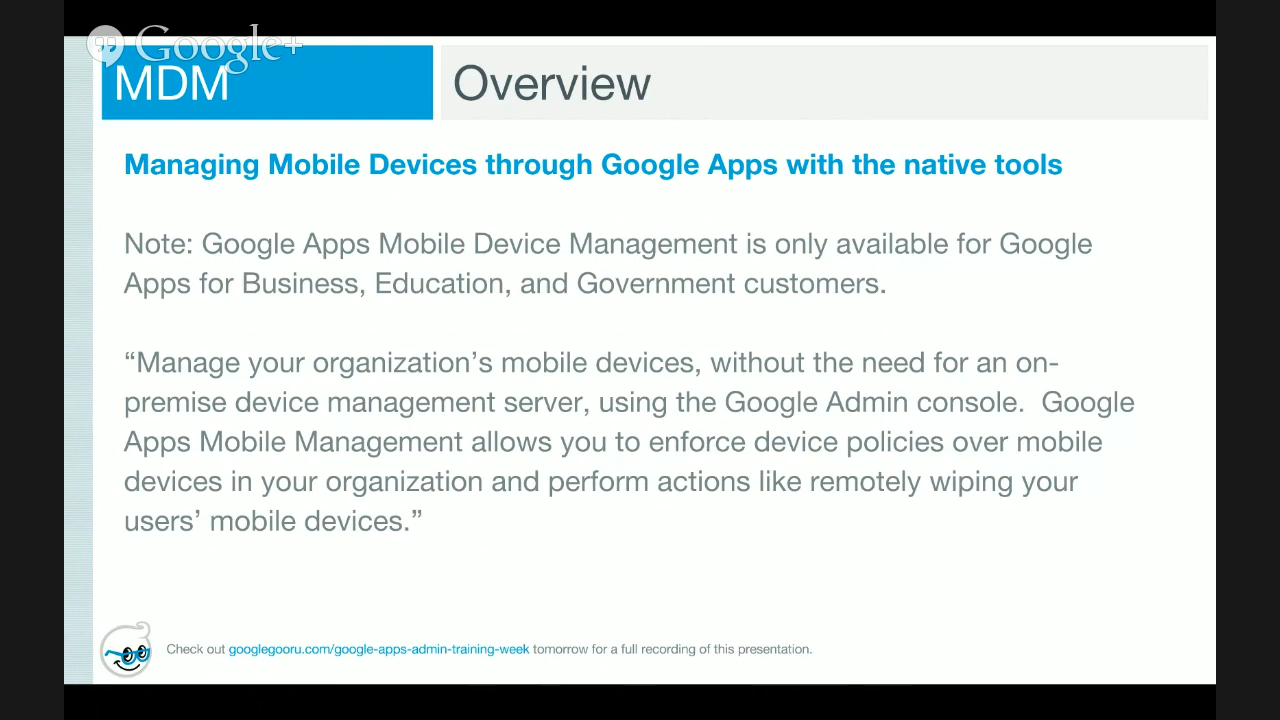 Google+
MDM
Overview
Managing Mobile Devices through Google Apps with the native tools
Note: Google Apps Mobile Device Management is only available for Google
Apps for Business, Education, and Government customers.
“Manage your organization’s mobile devices, without the need for an on-
premise device management server, using the Google Admin console.  Google
Apps Mobile Management allows you to enforce device policies over mobile
devices in your organization and perform actions like remotely wiping your
users’ mobile devices.”
Check out googlegooru.com/google-apps-admin-training-week tomorrow for a full recording of this presentation.